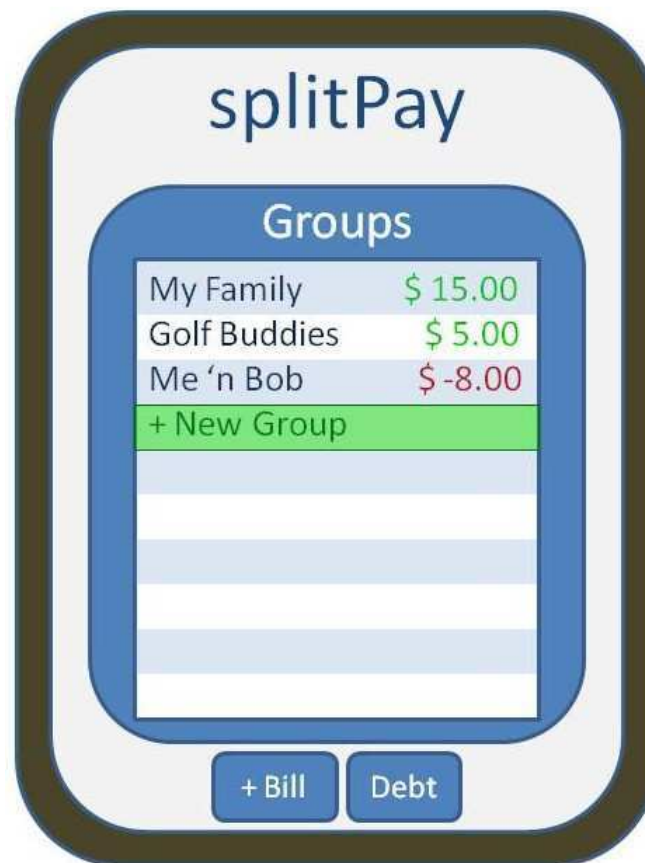 splitPay
Groups
My Family $ 15.00
Golf Buddies $ 5.00
Me ‘n Bob $ -8.00
+ New Group
+ Bill Debt